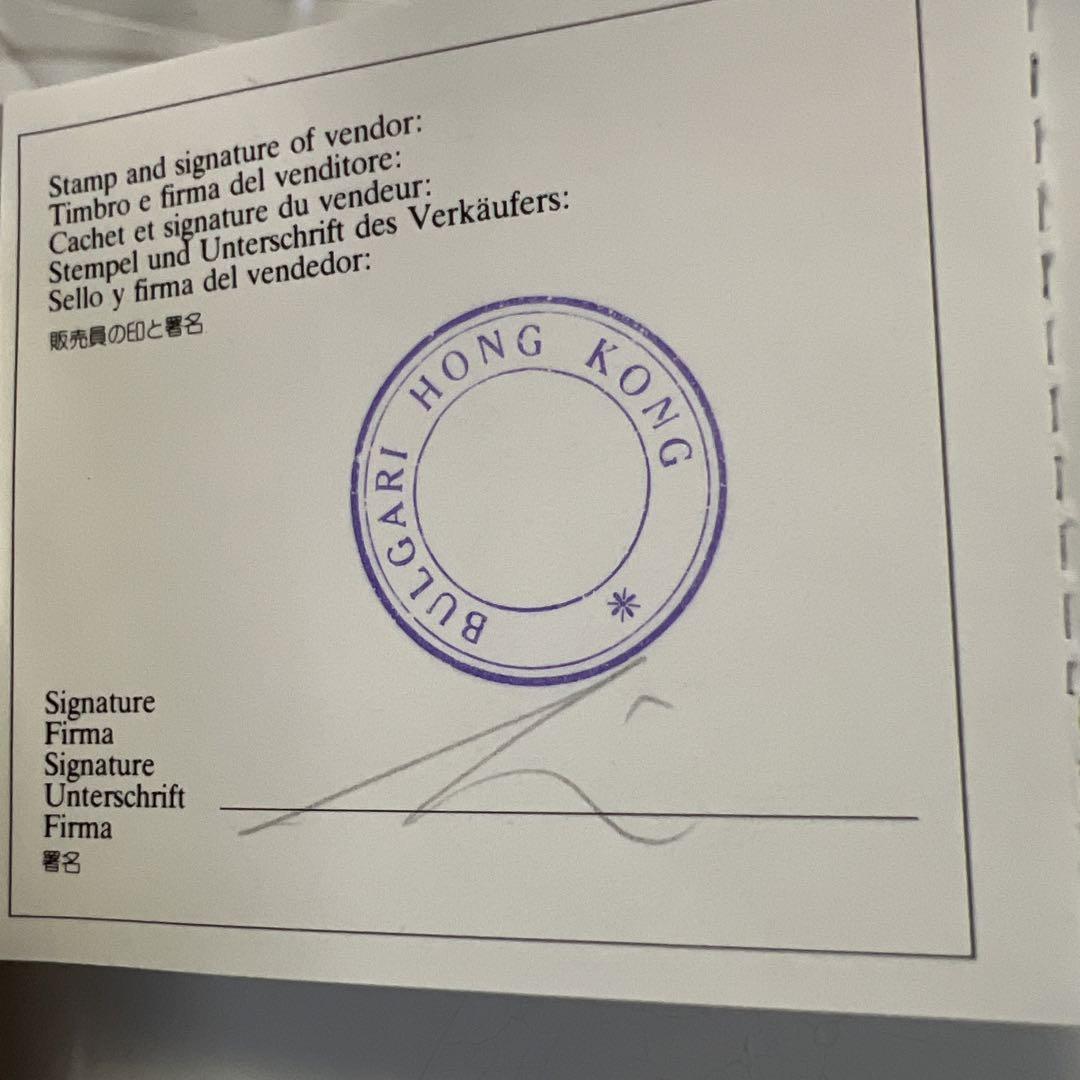 Stamp and signature of vendor:
Timbro e firma del venditore:
Cachet et signature du vendeur:
Stempel und Unterschrift des Verkäufers:
Sello y firma del vendedor:
販売員の印と署名
BULGARI HONG KONG *
Signature
Firma
Signature
Unterschrift
Firma
署名